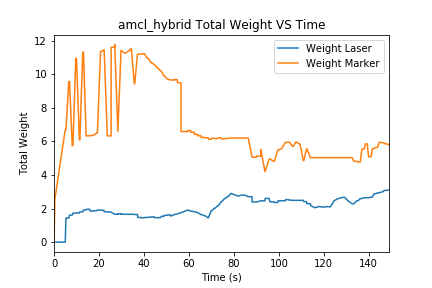 amcl_hybrid Total Weight VS Time
Weight Laser
Weight Marker
Total Weight
12
10
8
6
4
2
0
0 20 40 60 80 100 120 140
Time (s)